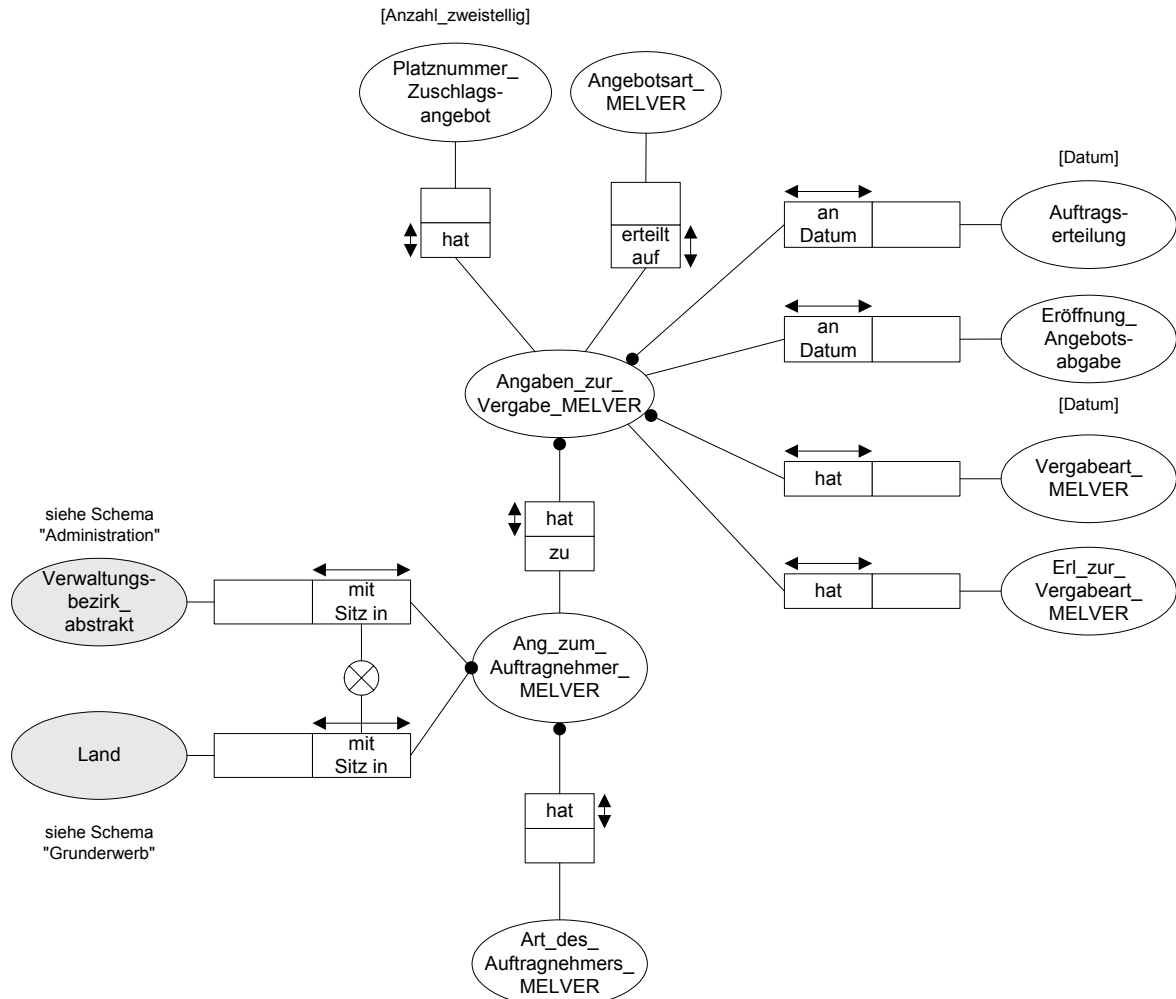 [Anzahl_zweistellig]
Platznummer_
Zuschlags-
angebot
Angebotsart_
MELVER
[Datum]
an
Datum
Auftrags-
erteilung
hat
erteilt
auf
an
Datum
Eröffnung_
Angebots-
abgabe
[Datum]
Angaben_zur_
Vergabe_MELVER
hat
Vergabeart_
MELVER
hat
zu
siehe Schema
"Administration"
Verwaltungs-
bezirk_
abstrakt
mit
Sitz in
hat
Erl_zur_
Vergabeart_
MELVER
Ang_zum_
Auftragnehmer_
MELVER
Land
mit
Sitz in
siehe Schema
"Grunderwerb"
hat
Art_des_
Auftragnehmers_
MELVER